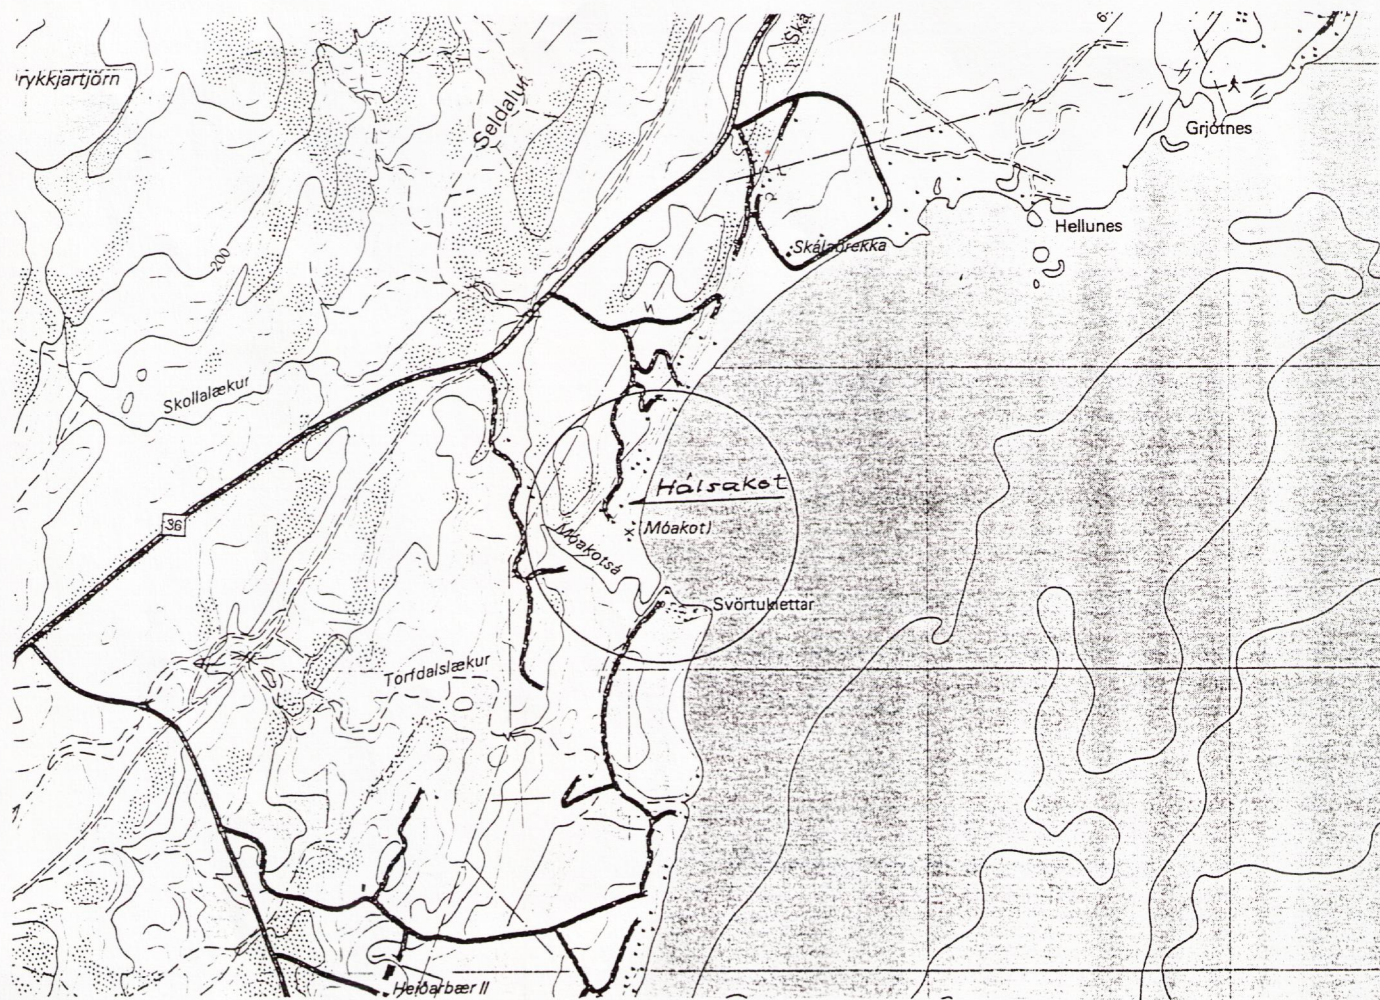 rykkjartjörn
Seldalur
Grjótnes
Hellunes
Skálabrekka
200
Skollalækur
36
Hálsakot
(Móakot)
Móakotsá
Svörtuklettar
Torfdalslækur
Heiðarbær II